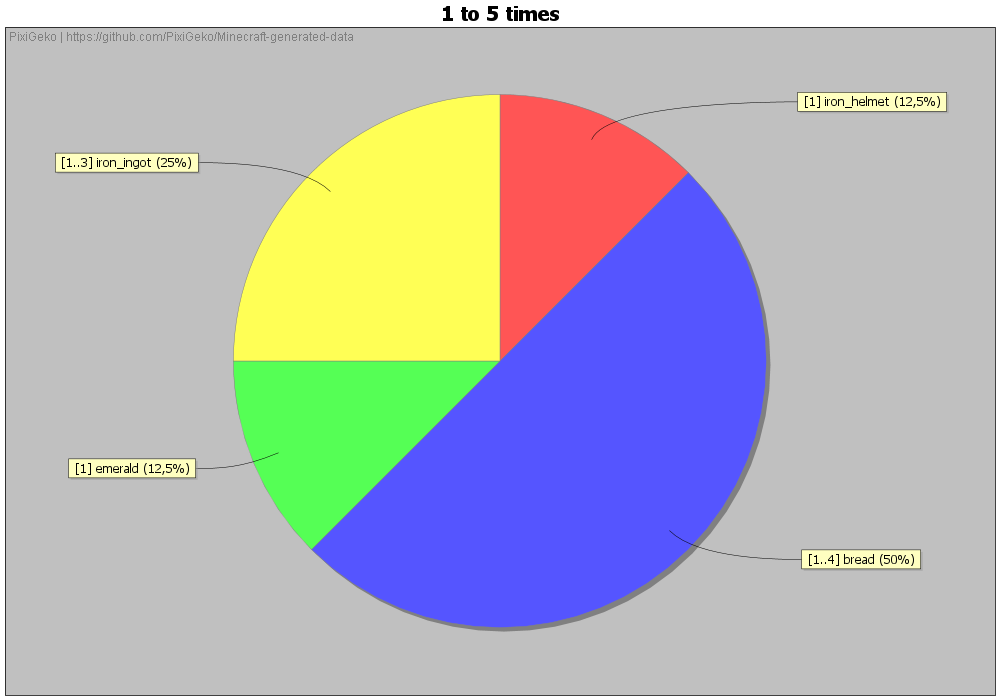 1 to 5 times
PixiGeko | https://github.com/PixiGeko/Minecraft-generated-data
[1] iron_helmet (12,5%)
[1..3] iron_ingot (25%)
[1] emerald (12,5%)
[1..4] bread (50%)